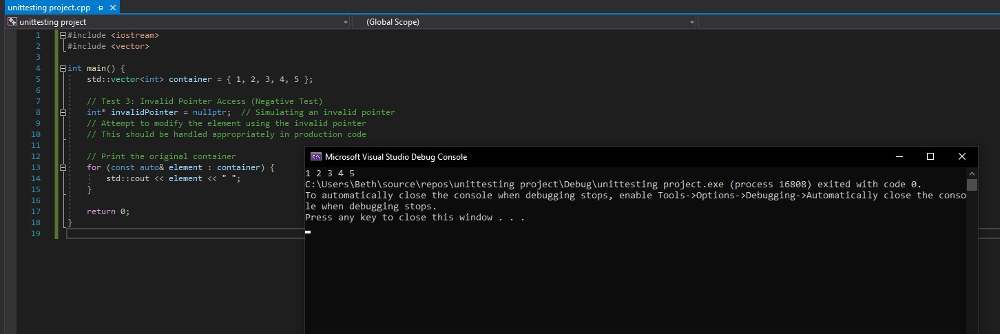 unittesting project.cpp
unittesting project (Global Scope)
1 #include <iostream>
2 #include <vector>
3
4 int main() {
5 std::vector<int> container = { 1, 2, 3, 4, 5 };
6
7 // Test 3: Invalid Pointer Access (Negative Test)
8 int* invalidPointer = nullptr;  // Simulating an invalid pointer
9 // Attempt to modify the element using the invalid pointer
10 // This should be handled appropriately in production code
11
12 // Print the original container
13 for (const auto& element : container) {
14 std::cout << element << " ";
15 }
16
17 return 0;
18 }
19
C:\ Microsoft Visual Studio Debug Console
1 2 3 4 5
C:\Users\Beth\source\repos\unittesting project\Debug\unittesting project.exe (process 16808) exited with code 0.
To automatically close the console when debugging stops, enable Tools->Options->Debugging->Automatically close the conso
le when debugging stops.
Press any key to close this window . . .